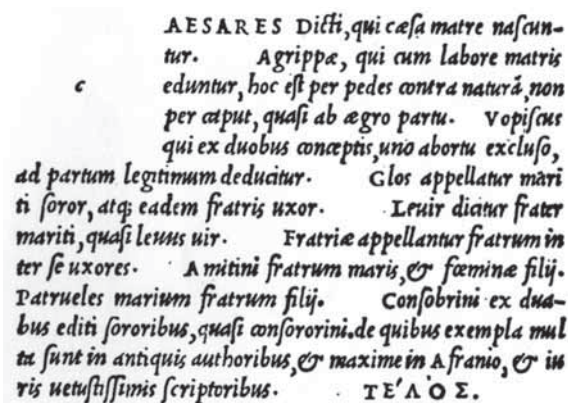 AESARES Dicti, qui cæsa matre nascun-
tur. Agrippæ, qui cum labore matris
c eduntur, hoc est per pedes contra naturā, non
per caput, quasi ab ægro partu. Vopiscus
qui ex duobus conceptis, uno abortu excluso,
ad partum legitimum deducitur. Glos appellatur mari
ti soror, atq; eadem fratris uxor. Leuir dicitur frater
mariti, quasi leuus uir. Fratriæ appellantur fratrum in
ter se uxores. Amitini fratrum maris, & fœminæ filij.
Patrueles marium fratrum filij. Consobrini ex dua-
bus editi sororibus, quasi consororini. de quibus exempla mul
ta sunt in antiquis authoribus, & maxime in Afranio, & iu
ris uetustissimis scriptoribus. ΤΕ΄ΛΟΣ.